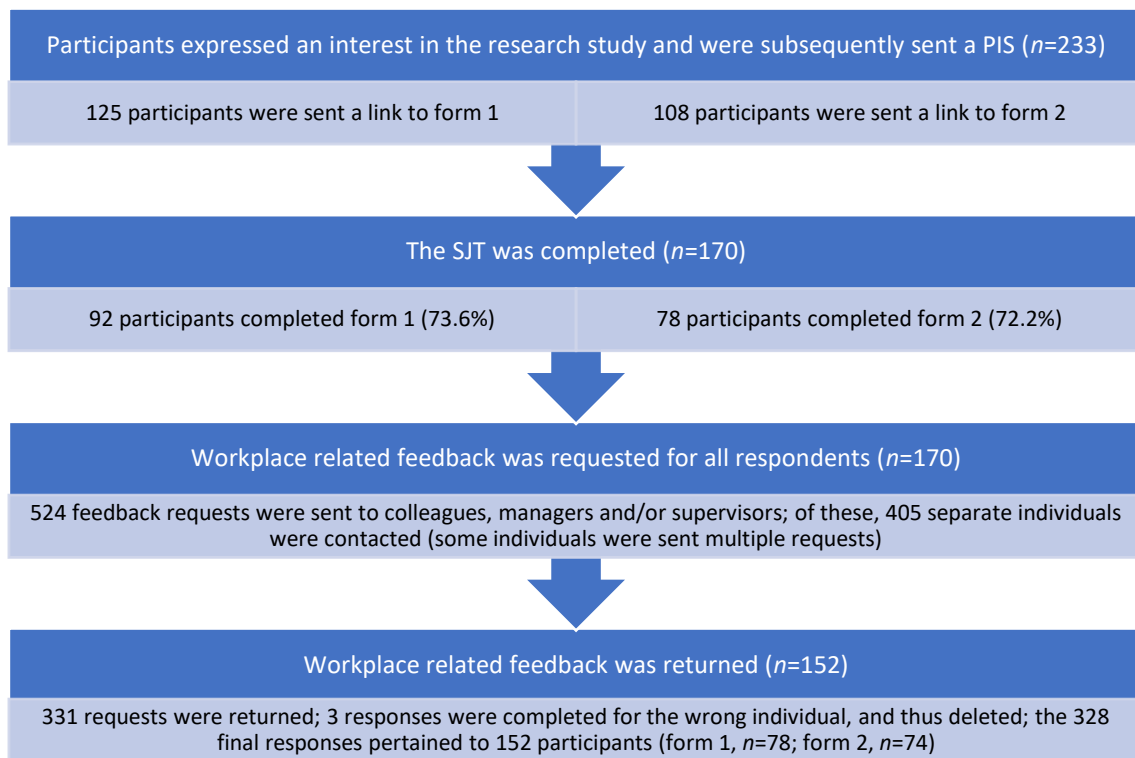 Participants expressed an interest in the research study and were subsequently sent a PIS (n=233)
125 participants were sent a link to form 1
108 participants were sent a link to form 2
The SJT was completed (n=170)
92 participants completed form 1 (73.6%)
78 participants completed form 2 (72.2%)
Workplace related feedback was requested for all respondents (n=170)
524 feedback requests were sent to colleagues, managers and/or supervisors; of these, 405 separate individuals
were contacted (some individuals were sent multiple requests)
Workplace related feedback was returned (n=152)
331 requests were returned; 3 responses were completed for the wrong individual, and thus deleted; the 328
final responses pertained to 152 participants (form 1, n=78; form 2, n=74)